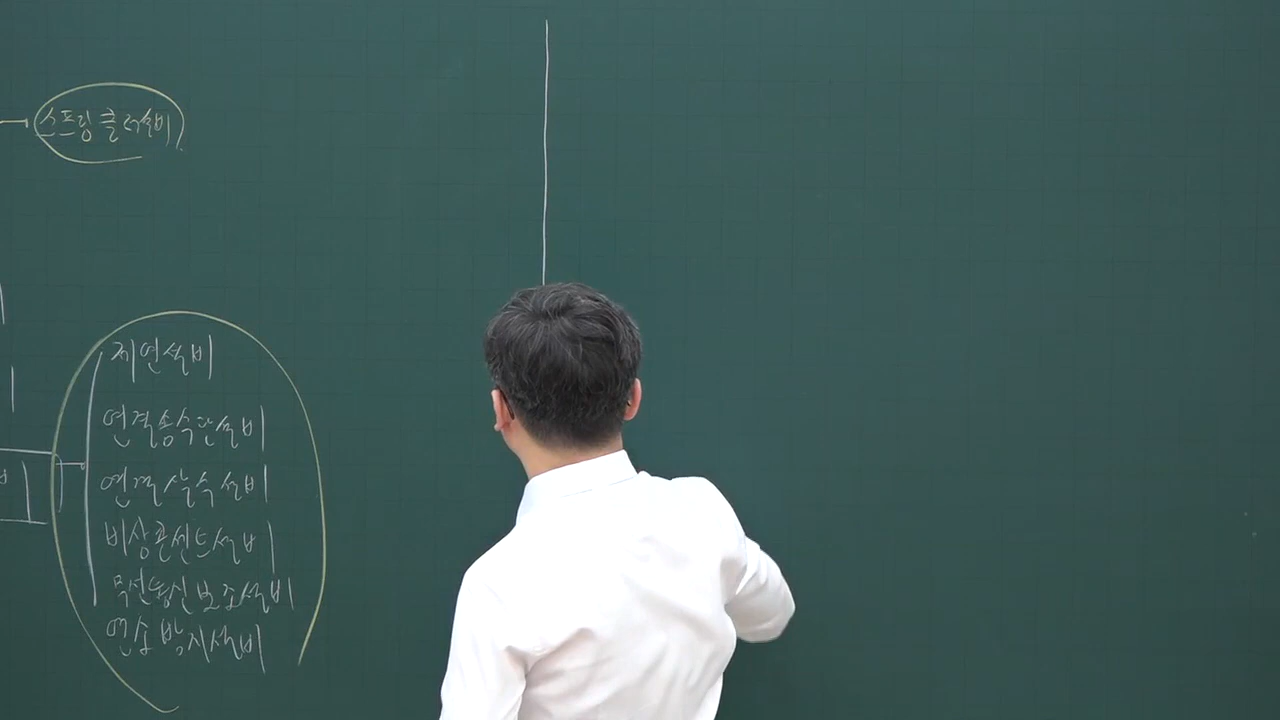 스프링클러설비
제연설비
연결송수관설비
연결살수설비
비상콘센트설비
무선통신보조설비
연소방지설비